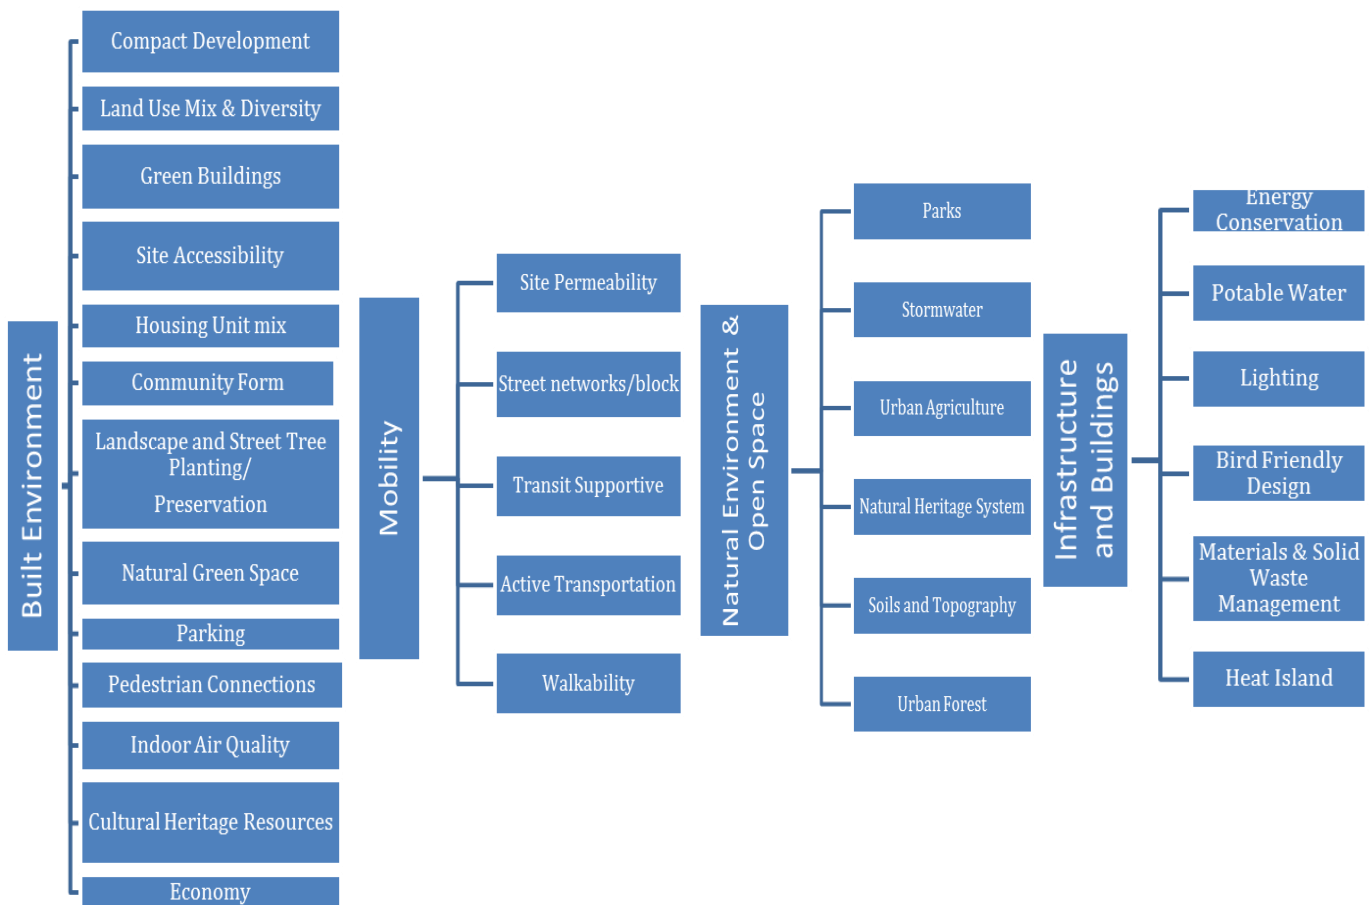 Built Environment
Compact Development
Land Use Mix & Diversity
Green Buildings
Site Accessibility
Housing Unit mix
Community Form
Landscape and Street Tree
Planting/
Preservation
Natural Green Space
Parking
Pedestrian Connections
Indoor Air Quality
Cultural Heritage Resources
Economy
Mobility
Site Permeability
Street networks/block
Transit Supportive
Active Transportation
Walkability
Natural Environment &
Open Space
Parks
Stormwater
Urban Agriculture
Natural Heritage System
Soils and Topography
Urban Forest
Infrastructure
and Buildings
Energy
Conservation
Potable Water
Lighting
Bird Friendly
Design
Materials & Solid
Waste
Management
Heat Island